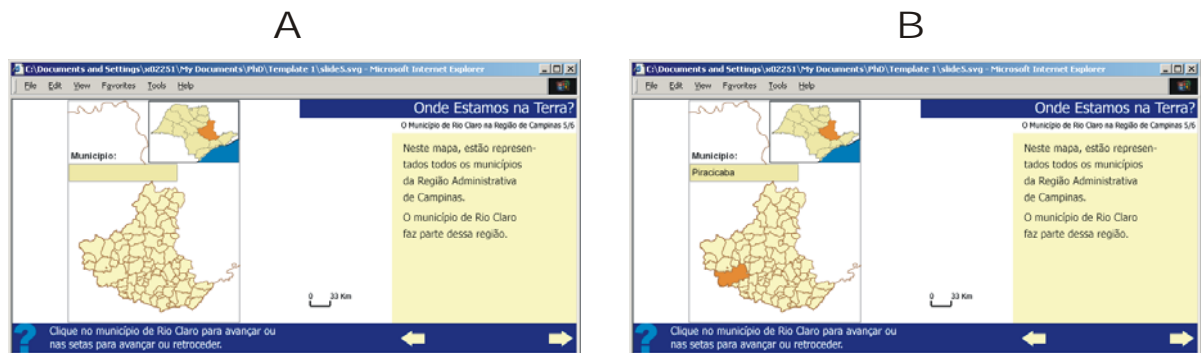 A
C:\Documents and Settings\x02251\My Documents\PhD\Template 1\slide5.svg - Microsoft Internet Explorer
File Edit View Favorites Tools Help
Onde Estamos na Terra?
O Município de Rio Claro na Região de Campinas 5/6
Município:
Neste mapa, estão represen-
tados todos os municípios
da Região Administrativa
de Campinas.
O município de Rio Claro
faz parte dessa região.
0 33 Km
? Clique no município de Rio Claro para avançar ou
nas setas para avançar ou retroceder.
B
C:\Documents and Settings\x02251\My Documents\PhD\Template 1\slide5.svg - Microsoft Internet Explorer
File Edit View Favorites Tools Help
Onde Estamos na Terra?
O Município de Rio Claro na Região de Campinas 5/6
Município:
Piracicaba
Neste mapa, estão represen-
tados todos os municípios
da Região Administrativa
de Campinas.
O município de Rio Claro
faz parte dessa região.
0 33 Km
? Clique no município de Rio Claro para avançar ou
nas setas para avançar ou retroceder.